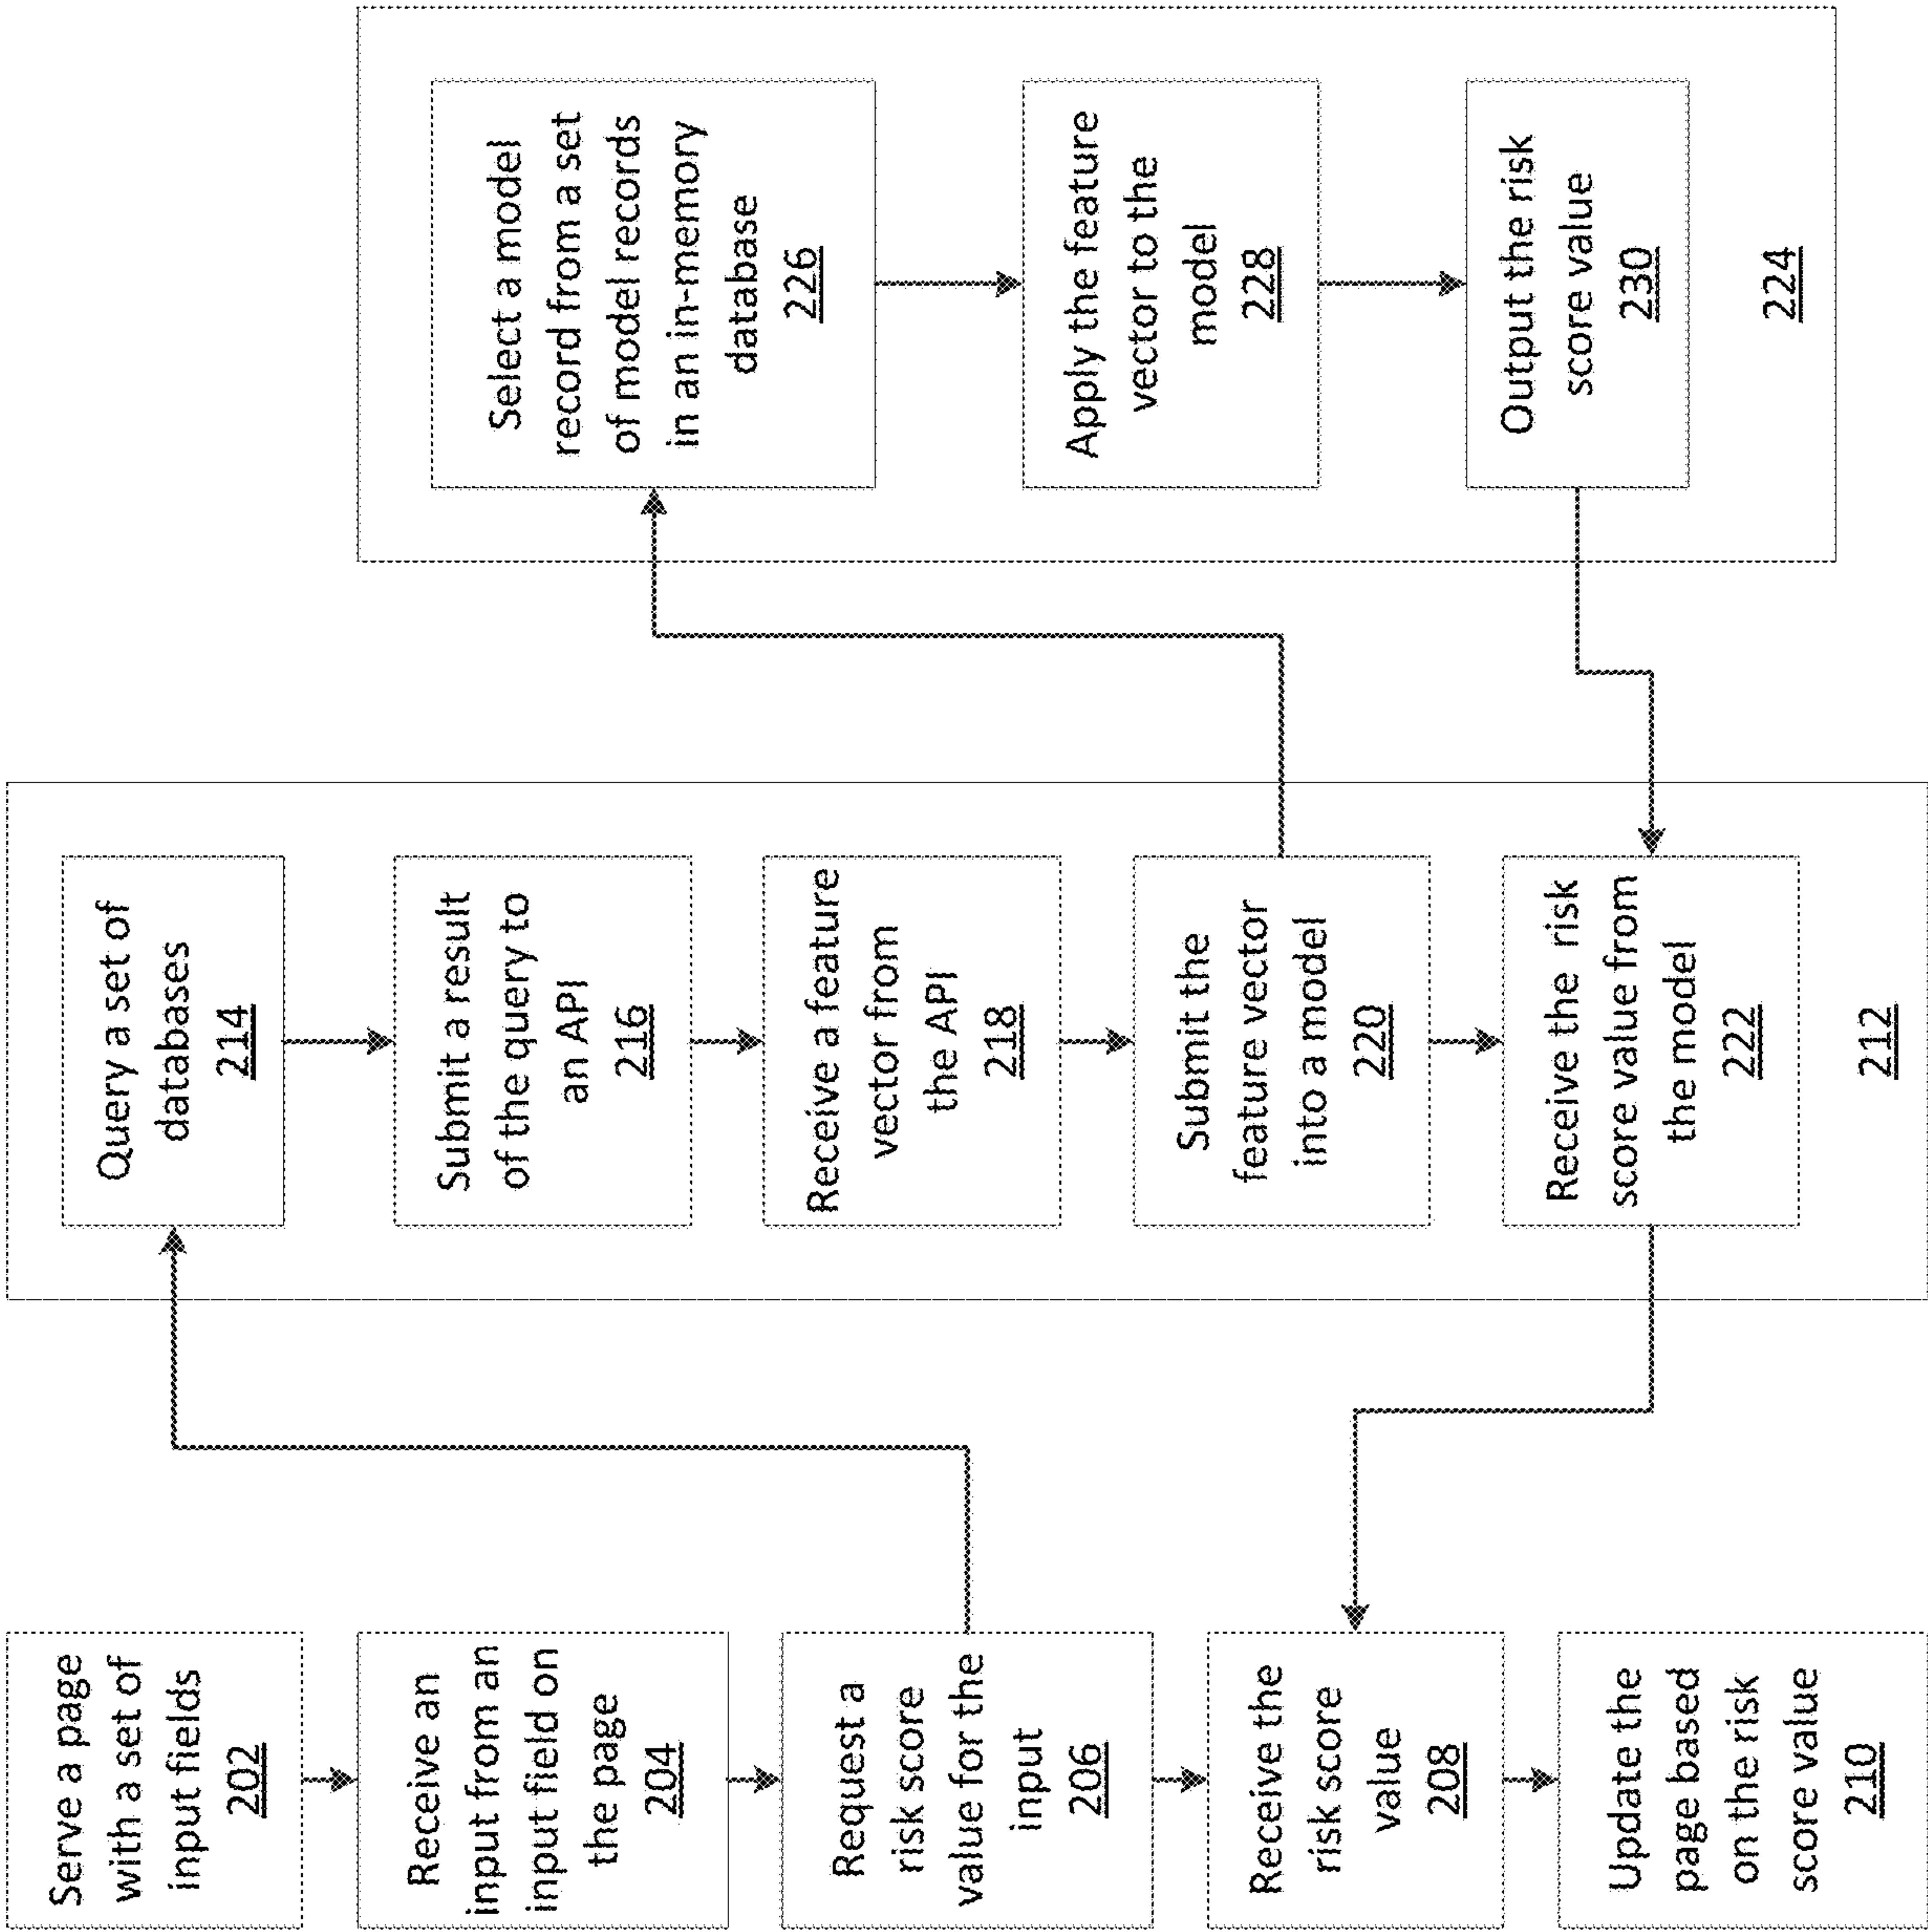 Serve a page
with a set of
input fields
202
Receive an
input from an
input field on
the page
204
Request a
risk score
value for the
input
206
Receive the
risk score
value
208
Update the
page based
on the risk
score value
210
Query a set of
databases
214
Submit a result
of the query to
an API
216
Receive a feature
vector from
the API
218
Submit the
feature vector
into a model
220
Receive the risk
score value from
the model
222
212
Select a model
record from a set
of model records
in an in-memory
database
226
Apply the feature
vector to the
model
228
Output the risk
score value
230
224